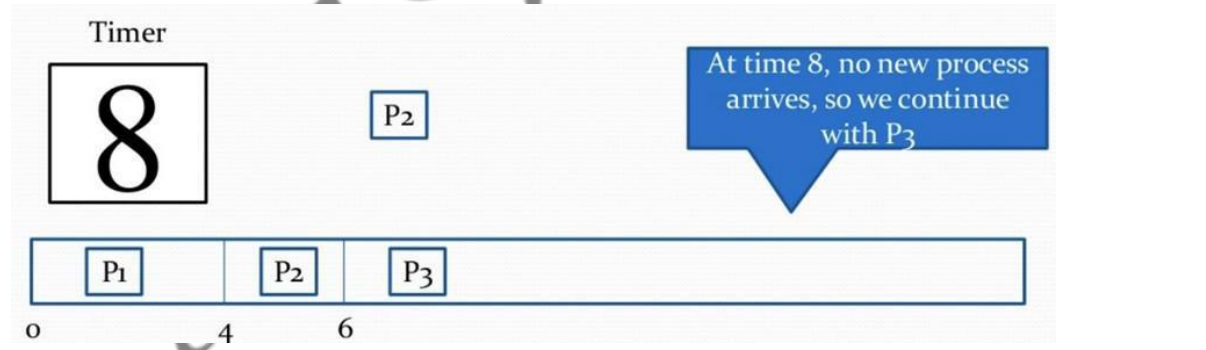 Timer
8
P2
At time 8, no new process
arrives, so we continue
with P3
P1 P2 P3
0 4 6